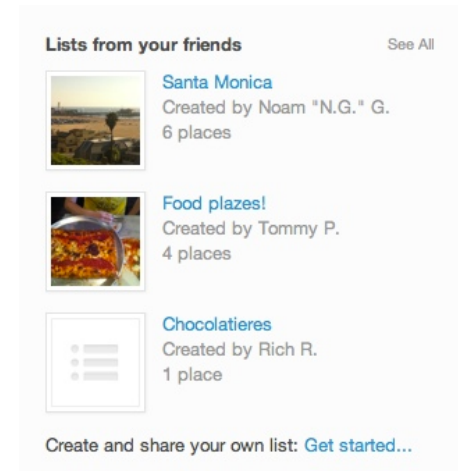 Lists from your friends See All
Santa Monica
Created by Noam "N.G." G.
6 places
Food plazes!
Created by Tommy P.
4 places
Chocolatieres
Created by Rich R.
1 place
Create and share your own list: Get started...